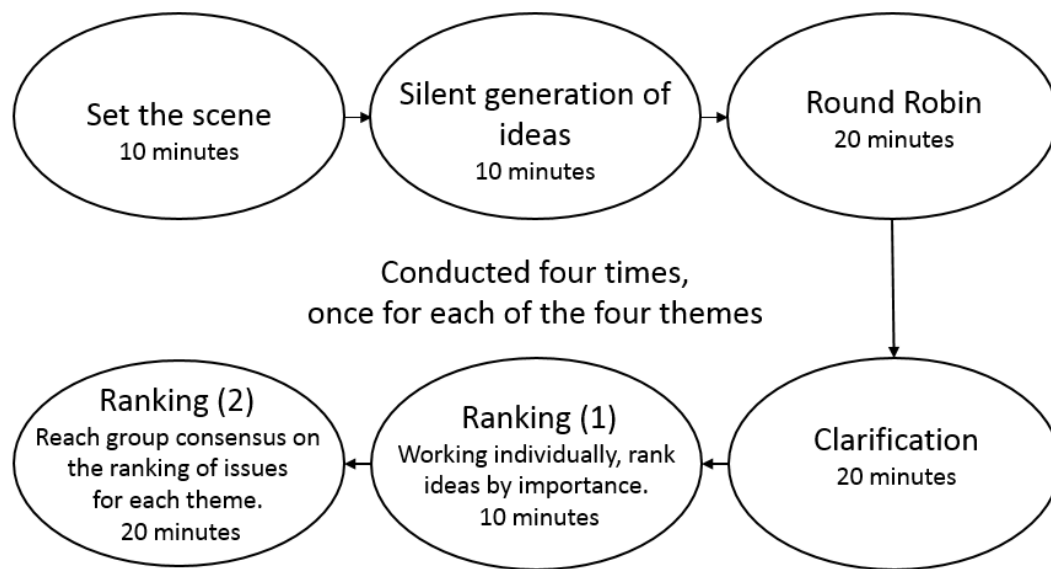 Set the scene
10 minutes
Silent generation of
ideas
10 minutes
Round Robin
20 minutes
Conducted four times,
once for each of the four themes
Clarification
20 minutes
Ranking (1)
Working individually, rank
ideas by importance.
10 minutes
Ranking (2)
Reach group consensus on
the ranking of issues
for each theme.
20 minutes